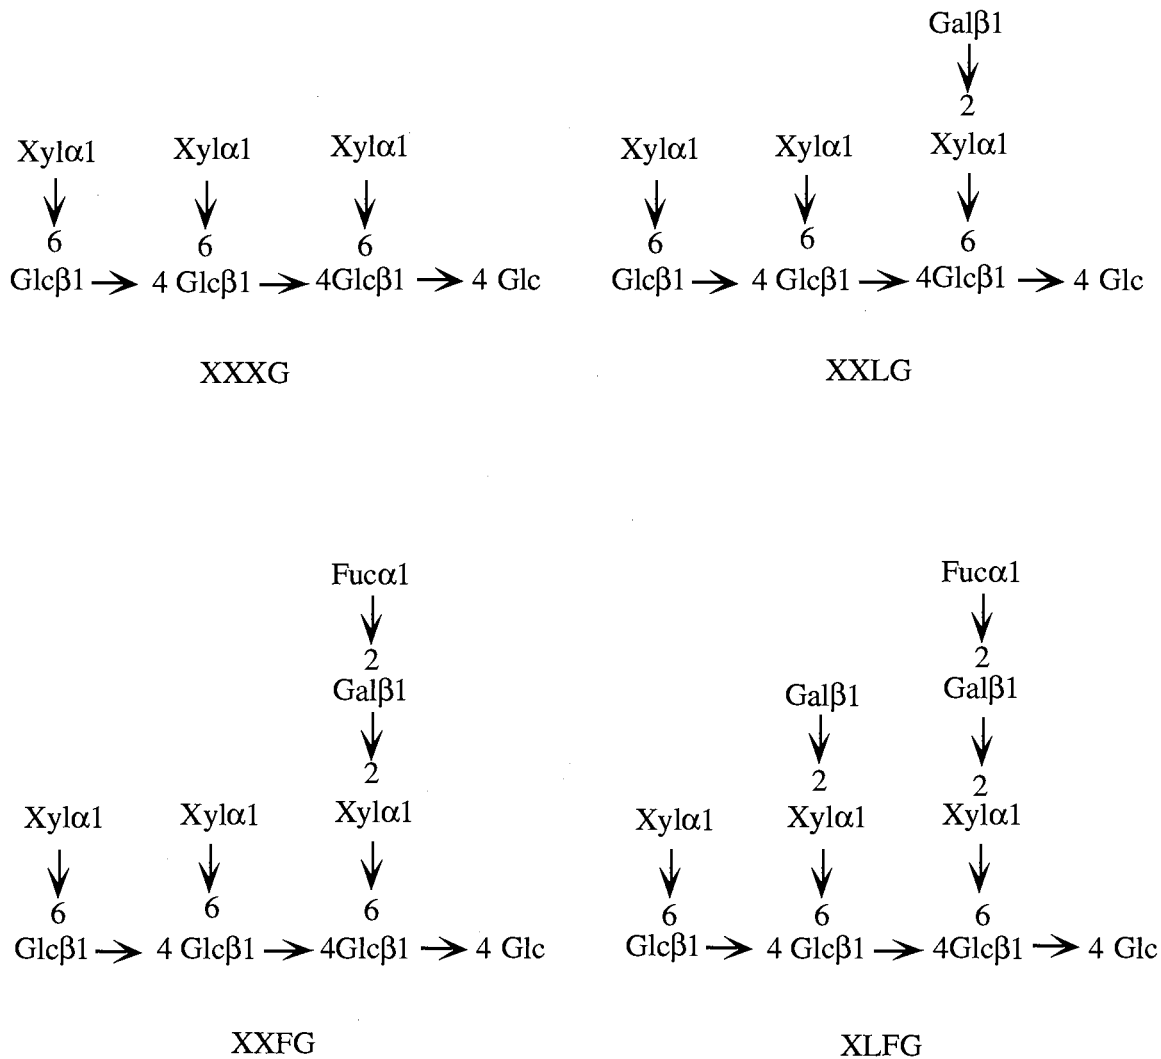 Galβ1
2
Xylα1 Xylα1 Xylα1 Xylα1 Xylα1 Xylα1
6 6 6 6 6 6
Glcβ1 → 4 Glcβ1 → 4Glcβ1 → 4 Glc Glcβ1 → 4 Glcβ1 → 4Glcβ1 → 4 Glc
XXXG XXLG
Fucα1 Fucα1
2 2
Galβ1 Galβ1 Galβ1
2 2 2
Xylα1 Xylα1 Xylα1 Xylα1 Xylα1 Xylα1
6 6 6 6 6 6
Glcβ1 → 4 Glcβ1 → 4Glcβ1 → 4 Glc Glcβ1 → 4 Glcβ1 → 4Glcβ1 → 4 Glc
XXFG XLFG